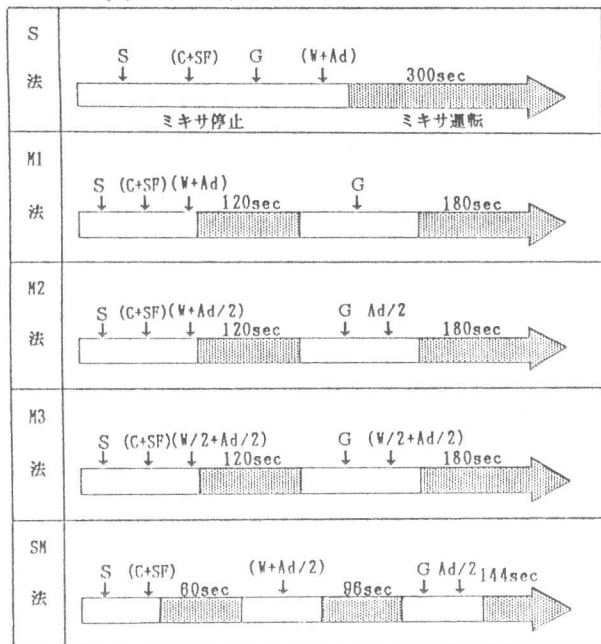 S
法
S (C+SF) G (W+Ad)
300sec
ミキサ停止 ミキサ運転
M1
法
S (C+SF)(W+Ad) G
120sec 180sec
M2
法
S (C+SF)(W+Ad/2) G Ad/2
120sec 180sec
M3
法
S (C+SF)(W/2+Ad/2) G (W/2+Ad/2)
120sec 180sec
SM
法
S (C+SF) (W+Ad/2) G Ad/2
60sec 96sec 144sec